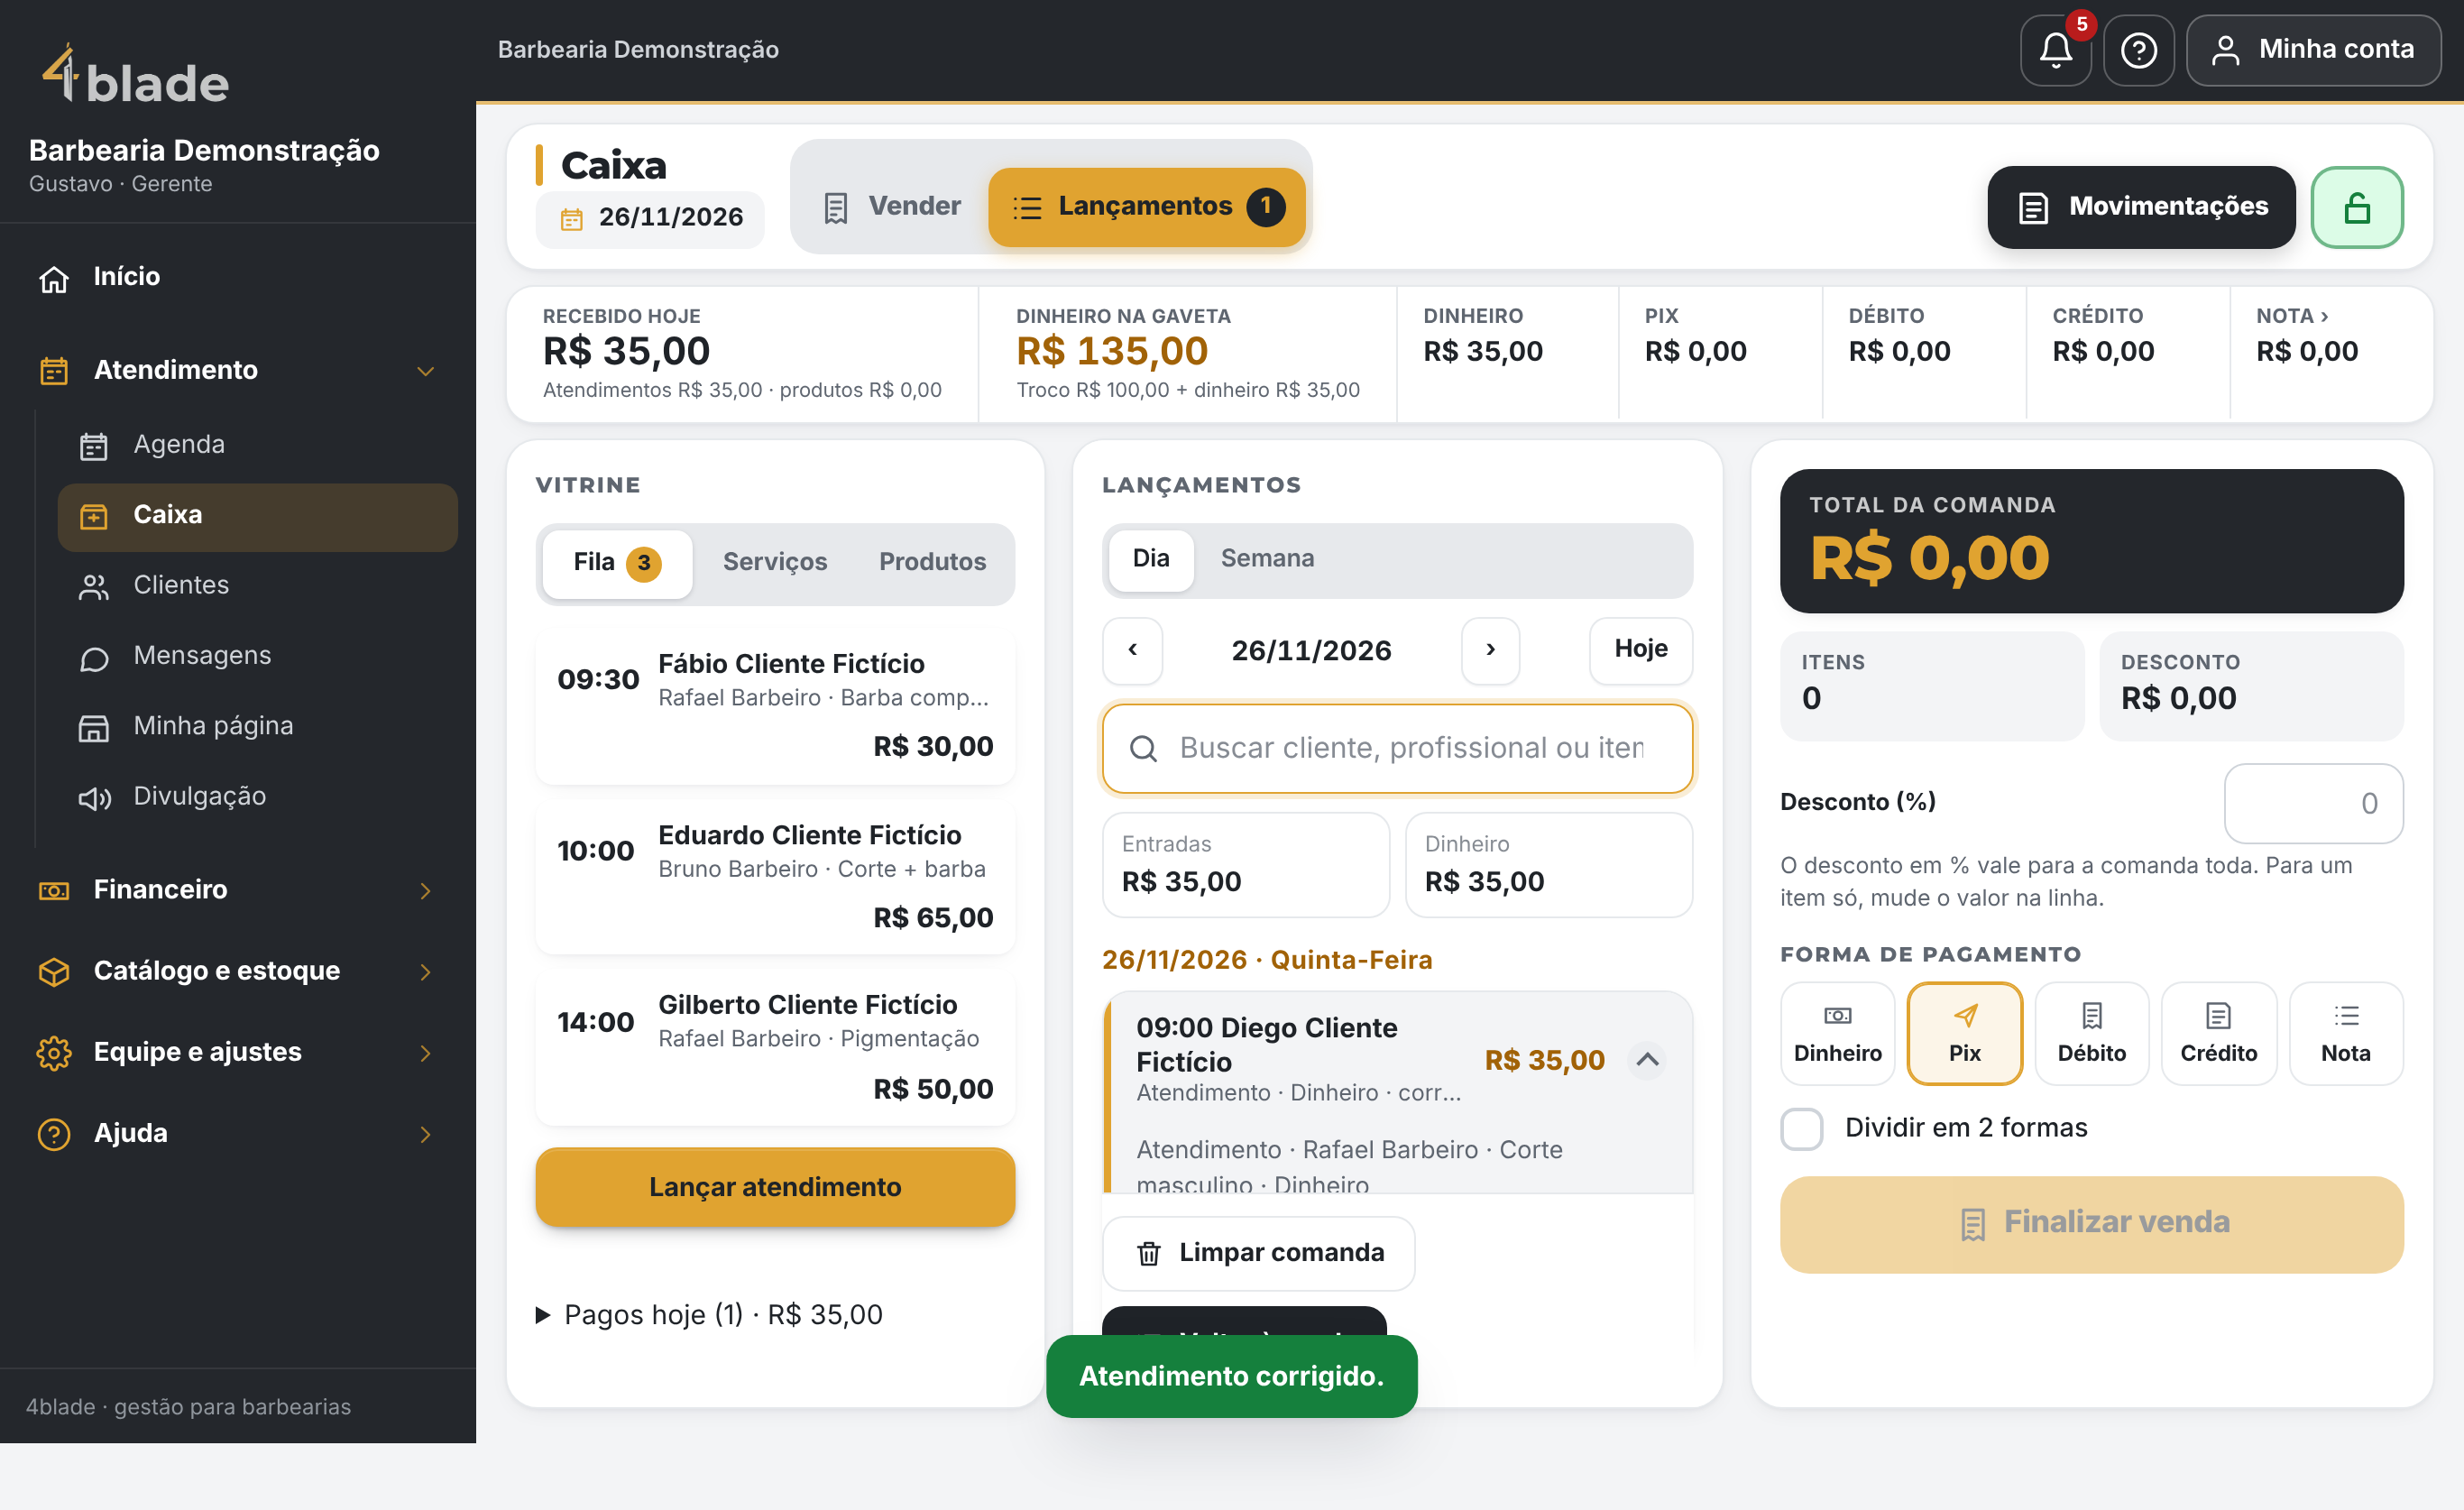 4blade
Barbearia Demonstração
Gustavo · Gerente
Início
Atendimento
Agenda
Caixa
Clientes
Mensagens
Minha página
Divulgação
Financeiro
Catálogo e estoque
Equipe e ajustes
Ajuda
4blade · gestão para barbearias
Barbearia Demonstração
5
Minha conta
Caixa
26/11/2026
Vender
Lançamentos 1
Movimentações
RECEBIDO HOJE
R$ 35,00
Atendimentos R$ 35,00 · produtos R$ 0,00
DINHEIRO NA GAVETA
R$ 135,00
Troco R$ 100,00 + dinheiro R$ 35,00
DINHEIRO
R$ 35,00
PIX
R$ 0,00
DÉBITO
R$ 0,00
CRÉDITO
R$ 0,00
NOTA ›
R$ 0,00
VITRINE
Fila 3
Serviços
Produtos
09:30
Fábio Cliente Fictício
Rafael Barbeiro · Barba comp...
R$ 30,00
10:00
Eduardo Cliente Fictício
Bruno Barbeiro · Corte + barba
R$ 65,00
14:00
Gilberto Cliente Fictício
Rafael Barbeiro · Pigmentação
R$ 50,00
Lançar atendimento
Pagos hoje (1) · R$ 35,00
LANÇAMENTOS
Dia
Semana
‹
26/11/2026
›
Hoje
Buscar cliente, profissional ou iten
Entradas
R$ 35,00
Dinheiro
R$ 35,00
26/11/2026 · Quinta-Feira
09:00 Diego Cliente
Fictício
R$ 35,00
Atendimento · Dinheiro · corr...
Atendimento · Rafael Barbeiro · Corte
masculino · Dinheiro
Limpar comanda
Atendimento corrigido.
TOTAL DA COMANDA
R$ 0,00
ITENS
0
DESCONTO
R$ 0,00
Desconto (%)
0
O desconto em % vale para a comanda toda. Para um
item só, mude o valor na linha.
FORMA DE PAGAMENTO
Dinheiro
Pix
Débito
Crédito
Nota
Dividir em 2 formas
Finalizar venda